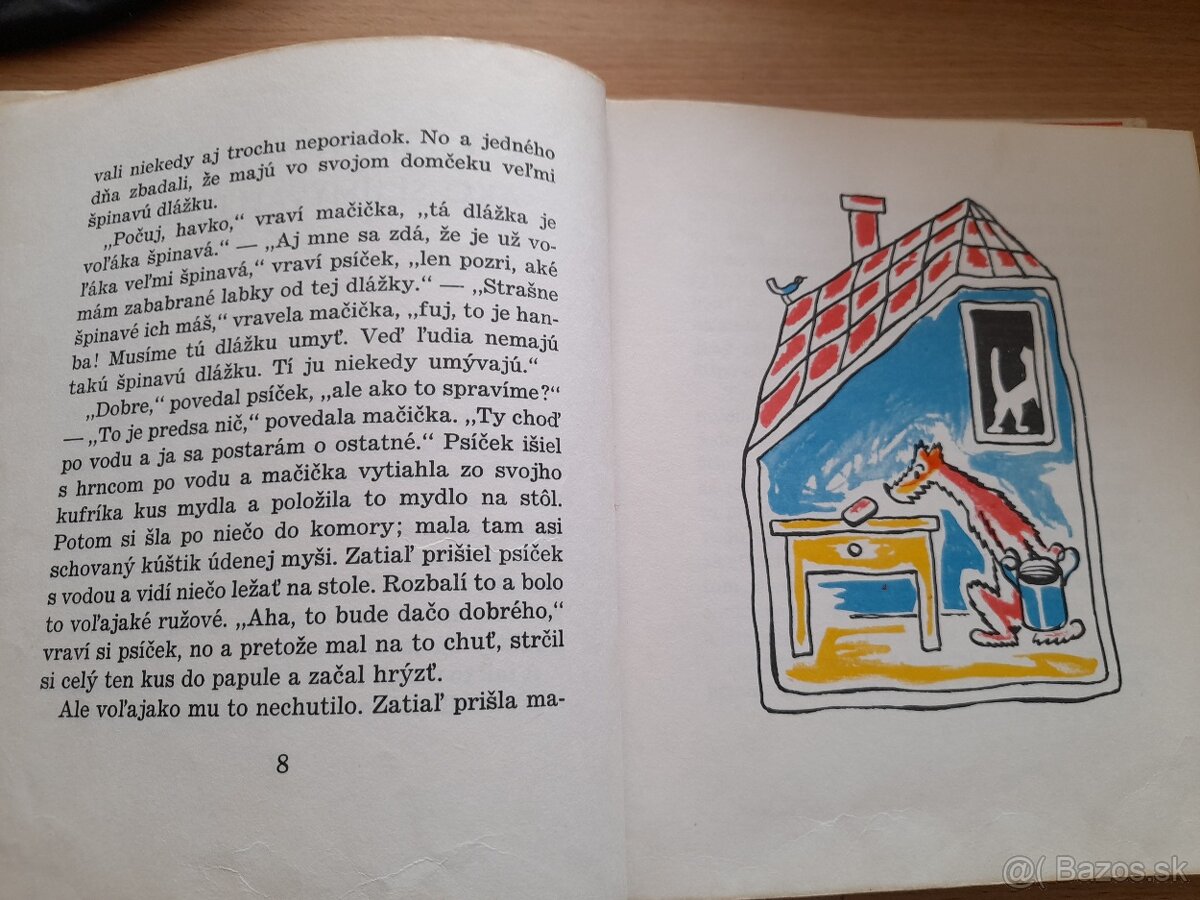 vali niekedy aj trochu neporiadok. No a jedného
dňa zbadali, že majú vo svojom domčeku veľmi
špinavú dlážku.
„Počuj, havko,“ vraví mačička, „tá dlážka je
voľáka špinavá.“ — „Aj mne sa zdá, že je už vo-
ľáka veľmi špinavá,“ vraví psíček, „len pozri, aké
mám zababrané labky od tej dlážky.“ — „Strašne
špinavé ich máš,“ vravela mačička, „fuj, to je han-
ba! Musíme tú dlážku umyť. Veď ľudia nemajú
takú špinavú dlážku. Tí ju niekedy umývajú.“
„Dobre,“ povedal psíček, „ale ako to spravíme?“
— „To je predsa nič,“ povedala mačička. „Ty choď
po vodu a ja sa postarám o ostatné.“ Psíček išiel
s hrncom po vodu a mačička vytiahla zo svojho
kufríka kus mydla a položila to mydlo na stôl.
Potom si šla po niečo do komory; mala tam asi
schovaný kúštik údenej myši. Zatiaľ prišiel psíček
s vodou a vidí niečo ležať na stole. Rozbalí to a bolo
to voľajaké ružové. „Aha, to bude dačo dobrého,“
vraví si psíček, no a pretože mal na to chuť, strčil
si celý ten kus do papule a začal hrýzť.
Ale voľajako mu to nechutilo. Zatiaľ prišla ma-
8
@( Bazos.sk